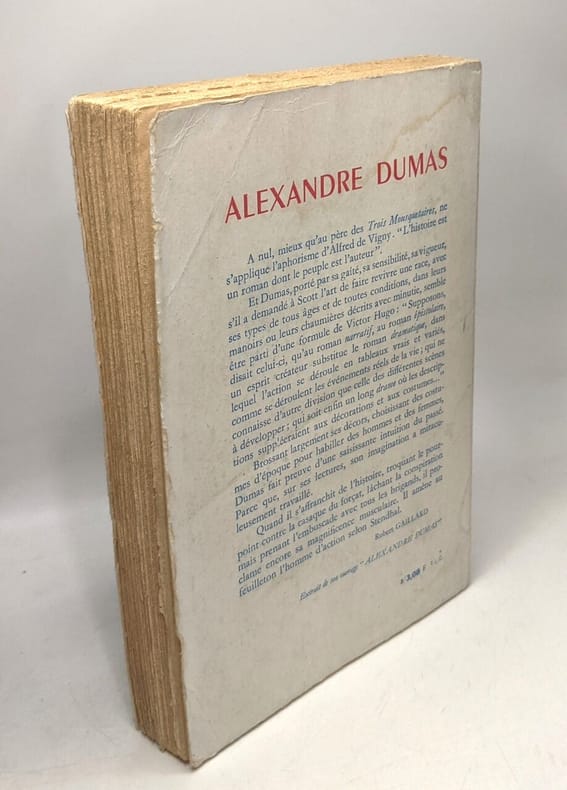 ALEXANDRE DUMAS
A nul, mieux qu'au père des Trois Mousquetaires, ne
s'applique l'aphorisme d'Alfred de Vigny: "L'histoire est
un roman dont le peuple est l'auteur".
Et Dumas, porté par sa gaîté, sa sensibilité, sa vigueur,
s'il a demandé à Scott l'art de faire revivre une race, avec
ses types de tous âges et de toutes conditions, dans leurs
manoirs ou leurs chaumières décrits avec minutie, semble
être parti d'une formule de Victor Hugo: "Supposons,
disait celui-ci, qu'au roman narratif, au roman épistolaire,
un esprit créateur substitue le roman dramatique, dans
lequel l'action se déroule en tableaux vrais et variés,
comme se déroulent les événements réels de la vie; qui ne
connaisse d'autre division que celle des différentes scènes
à développer; qui soit enfin un long drame où les descrip-
tions suppléeraient aux décorations et aux costumes...
Brossant largement ses décors, choisissant des costu-
mes d'époque pour habiller des hommes et des femmes,
Dumas fait preuve d'une saisissante intuition du passé.
Parce que, sur ses lectures, son imagination a miracu-
leusement travaillé.
Quand il s'affranchit de l'histoire, troquant le pour-
point contre la casaque du forçat, lâchant la conspiration
mais prenant l'embuscade avec tous les brigands, il pro-
clame encore sa magnificence musculaire. Il amène au
feuilleton l'homme d'action selon Stendhal.
Robert GAILLARD
Extrait de son ouvrage "ALEXANDRE DUMAS"
3,00 F